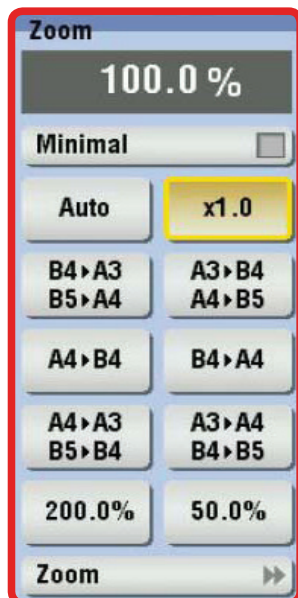 Zoom
100.0 %
Minimal
Auto
x1.0
B4▸A3
B5▸A4
A3▸B4
A4▸B5
A4▸B4
B4▸A4
A4▸A3
B5▸B4
A3▸A4
B4▸B5
200.0%
50.0%
Zoom